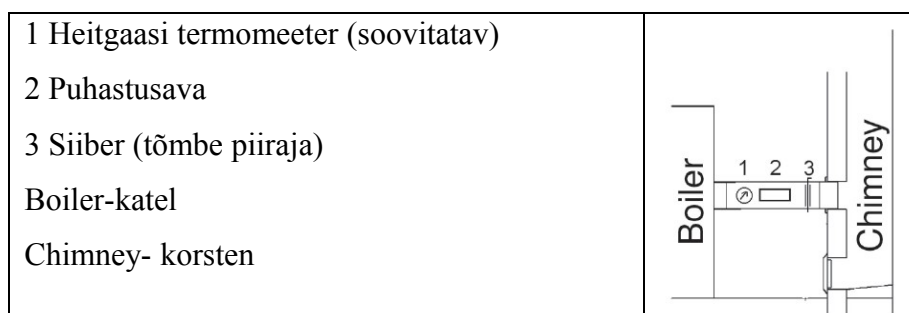 1 Heitgaasi termomeeter (soovitatav)
2 Puhastusava
3 Siiber (tõmbe piiraja)
Boiler-katel
Chimney- korsten
1 2 3
Boiler
Chimney